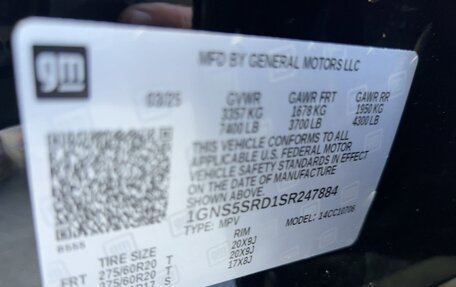 gm
MFD BY GENERAL MOTORS LLC
03/25 GVWR GAWR FRT GAWR RR
3357 KG 1678 KG 1950 KG
7400 LB 3700 LB 4300 LB
THIS VEHICLE CONFORMS TO ALL
APPLICABLE U.S. FEDERAL MOTOR
VEHICLE SAFETY STANDARDS IN EFFECT
ON THE DATE OF MANUFACTURE
SHOWN ABOVE.
1GNS5SRD1SR247884
TYPE: MPV MODEL: 14CC10706
TIRE SIZE RIM
FRT 275/60R20 T 20X9J
275/60R20 T 20X9J
S 17X8J